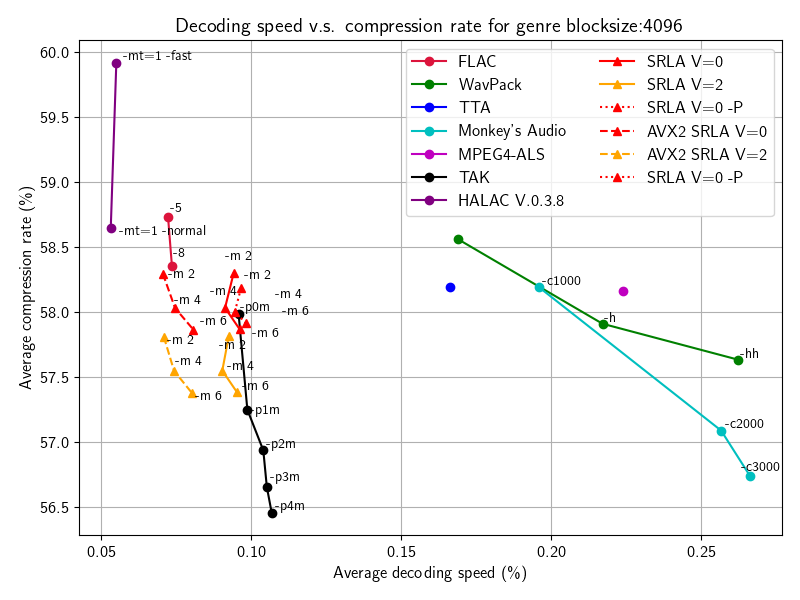 Decoding speed v.s. compression rate for genre blocksize:4096
Average compression rate (%)
60.0
59.5
59.0
58.5
58.0
57.5
57.0
56.5
0.05
0.10
0.15
0.20
0.25
Average decoding speed (%)
FLAC
WavPack
TTA
Monkey's Audio
MPEG4-ALS
TAK
HALAC V.0.3.8
SRLA V=0
SRLA V=2
SRLA V=0 -P
AVX2 SRLA V=0
AVX2 SRLA V=2
SRLA V=0 -P
-mt=1 -fast
-mt=1 -normal
-5
-8
-m 2
-m 4
-m 6
-m 2
-m 4
-m 6
-m 2
-m 4
-m 6
-m 2
-m 4
-m 6
-m 2
-m 4
-m 6
-p0m
-p1m
-p2m
-p3m
-p4m
-c1000
-h
-hh
-c2000
-c3000